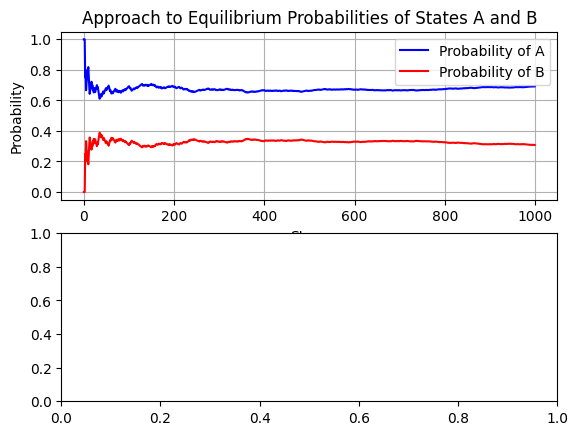 Approach to Equilibrium Probabilities of States A and B
1.0
0.8
0.6
0.4
0.2
0.0
Probability
Probability of A
Probability of B
0 200 400 600 800 1000
1.0
0.8
0.6
0.4
0.2
0.0
0.0 0.2 0.4 0.6 0.8 1.0